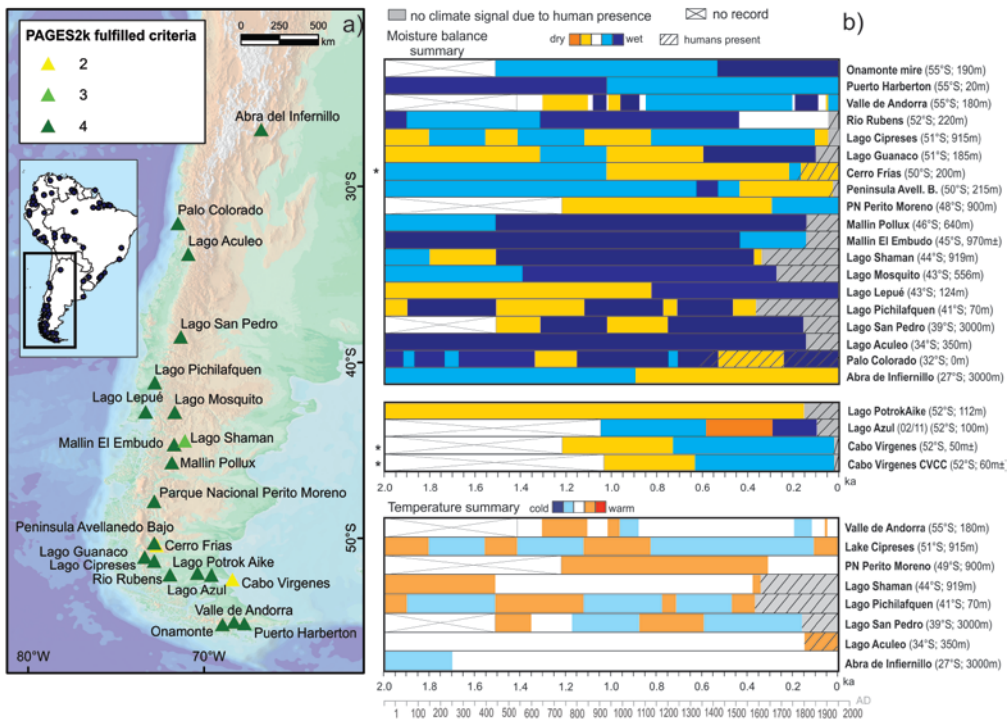 a)
PAGES2k fulfilled criteria
2
3
4
0
250
500
km
Abra del Infernillo
Palo Colorado
Lago Aculeo
Lago San Pedro
Lago Pichilafquen
Lago Lepué
Lago Mosquito
Mallin El Embudo
Lago Shaman
Mallin Pollux
Parque Nacional Perito Moreno
Peninsula Avellanedo Bajo
Cerro Frías
Lago Guanaco
Lago Potrok Aike
Lago Cipreses
Rio Rubens
Cabo Virgenes
Lago Azul
Valle de Andorra
Onamonte
Puerto Harberton
30°S
40°S
50°S
80°W
70°W
b)
no climate signal due to human presence
no record
Moisture balance
summary
dry
wet
humans present
Onamonte mire (55°S; 190m)
Puerto Harberton (55°S; 20m)
Valle de Andorra (55°S; 180m)
Rio Rubens (52°S; 220m)
Lago Cipreses (51°S; 915m)
Lago Guanaco (51°S; 185m)
* Cerro Frías (50°S; 200m)
Peninsula Avell. B. (50°S; 215m)
PN Perito Moreno (48°S; 900m)
Mallin Pollux (46°S; 640m)
Mallin El Embudo (45°S, 970m±)
Lago Shaman (44°S; 919m)
Lago Mosquito (43°S; 556m)
Lago Lepué (43°S; 124m)
Lago Pichilafquen (41°S; 70m)
Lago San Pedro (39°S; 3000m)
Lago Aculeo (34°S; 350m)
Palo Colorado (32°S; 0m)
Abra de Infiernillo (27°S; 3000m)
Lago PotrokAike (52°S; 112m)
Lago Azul (02/11) (52°S; 100m)
* Cabo Virgenes (52°S, 50m±)
* Cabo Virgenes CVCC (52°S; 60m±)
2.0 1.8 1.6 1.4 1.2 1.0 0.8 0.6 0.4 0.2 0
ka
Temperature summary
cold
warm
Valle de Andorra (55°S; 180m)
Lake Cipreses (51°S; 915m)
PN Perito Moreno (49°S; 900m)
Lago Shaman (44°S; 919m)
Lago Pichilafquen (41°S; 70m)
Lago San Pedro (39°S; 3000m)
Lago Aculeo (34°S; 350m)
Abra de Infiernillo (27°S; 3000m)
2.0 1.8 1.6 1.4 1.2 1.0 0.8 0.6 0.4 0.2 0
ka
AD
1 100 200 300 400 500 600 700 800 900 1000 1100 1200 1300 1400 1500 1600 1700 1800 1900 2000